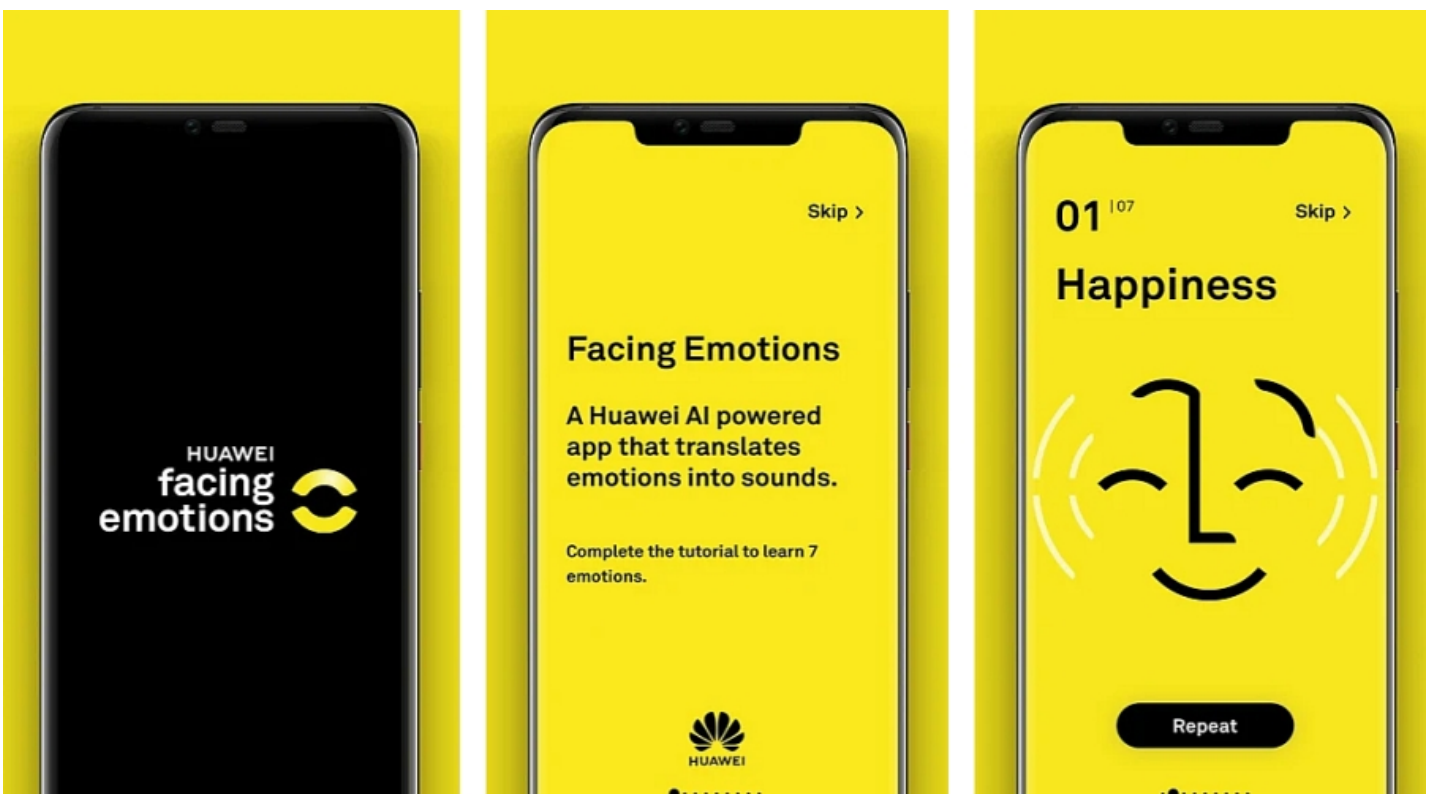 HUAWEI
facing
emotions
Skip >
Facing Emotions
A Huawei AI powered
app that translates
emotions into sounds.
Complete the tutorial to learn 7
emotions.
HUAWEI
01 | 07
Skip >
Happiness
Repeat